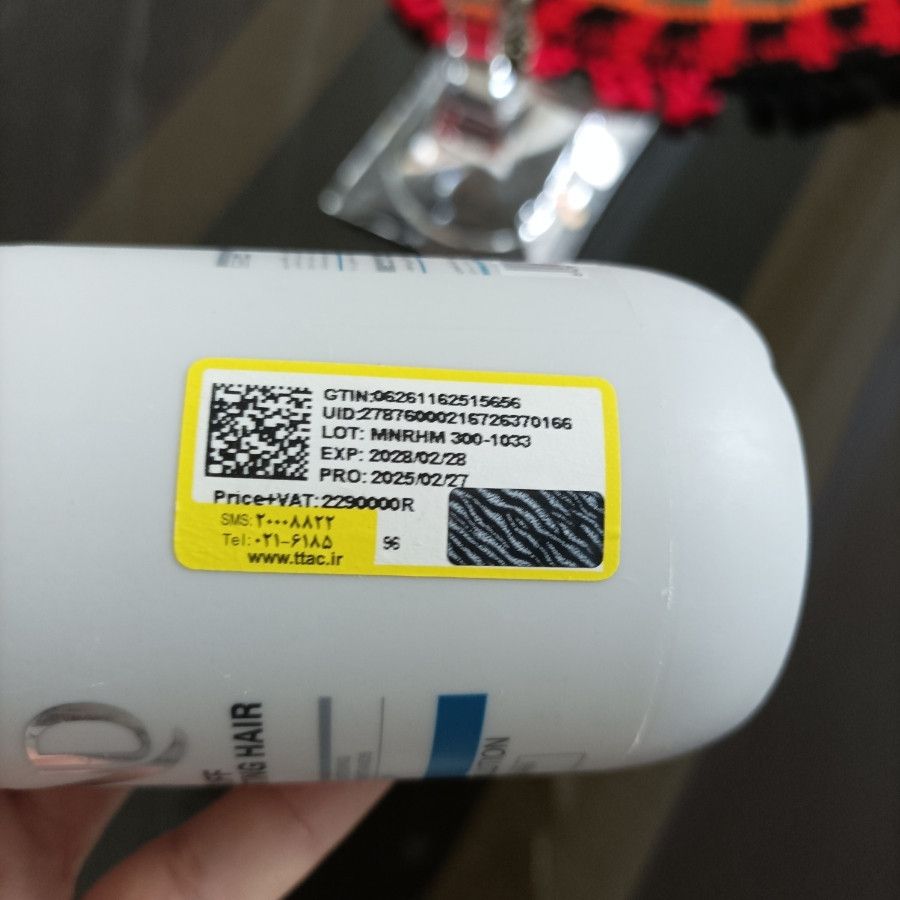 GTIN:06261162515656
UID:27876000216726370166
LOT: MNRHM 300-1033
EXP: 2028/02/28
PRO: 2025/02/27
Price+VAT:2290000R
SMS:۲۰۰۰۸۸۲۲
Tel:۰۲۱-۶۱۸۵
96
www.ttac.ir
HAIR